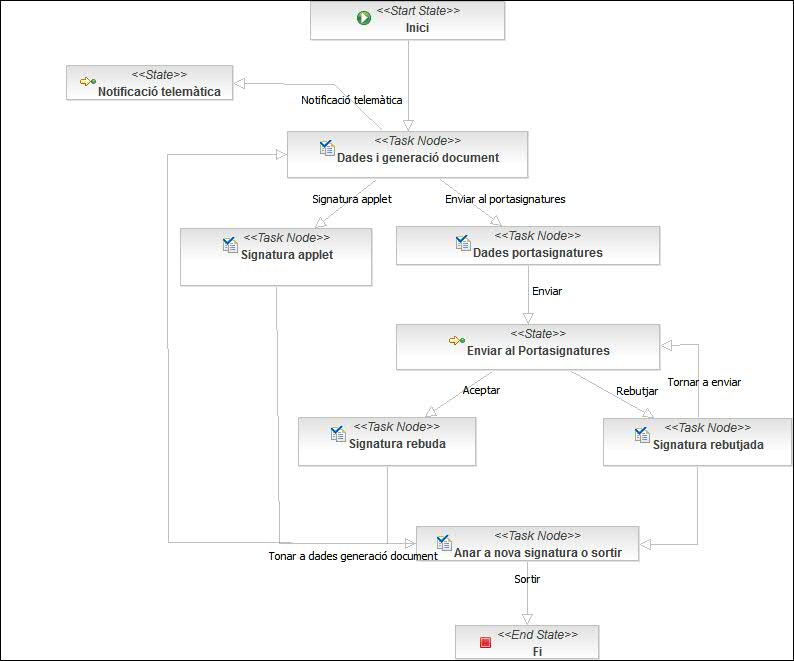 <<Start State>>
Inici
<<State>>
Notificació telemàtica
Notificació telemàtica
<<Task Node>>
Dades i generació document
Signatura applet
Enviar al portasignatures
<<Task Node>>
Signatura applet
<<Task Node>>
Dades portasignatures
Enviar
<<State>>
Enviar al Portasignatures
Aceptar
Rebutjar
Tornar a enviar
<<Task Node>>
Signatura rebuda
<<Task Node>>
Signatura rebutjada
<<Task Node>>
Anar a nova signatura o sortir
Tonar a dades generació document
Sortir
<<End State>>
Fi